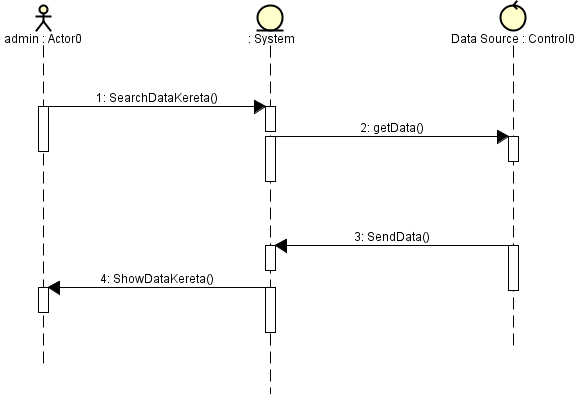 admin : Actor0
: System
Data Source : Control0
1: SearchDataKereta()
2: getData()
3: SendData()
4: ShowDataKereta()